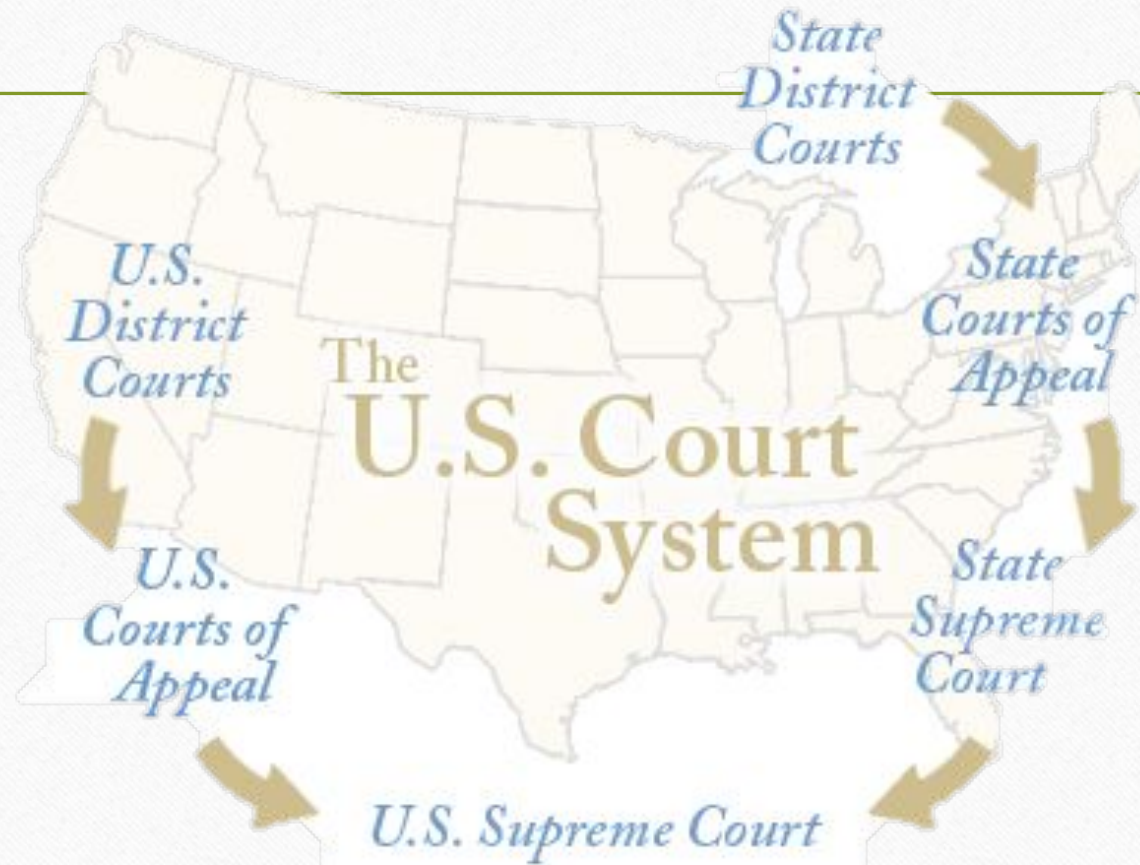 State
District
Courts
U.S.
District
Courts
State
Courts of
Appeal
The
U.S. Court
System
U.S.
Courts of
Appeal
State
Supreme
Court
U.S. Supreme Court